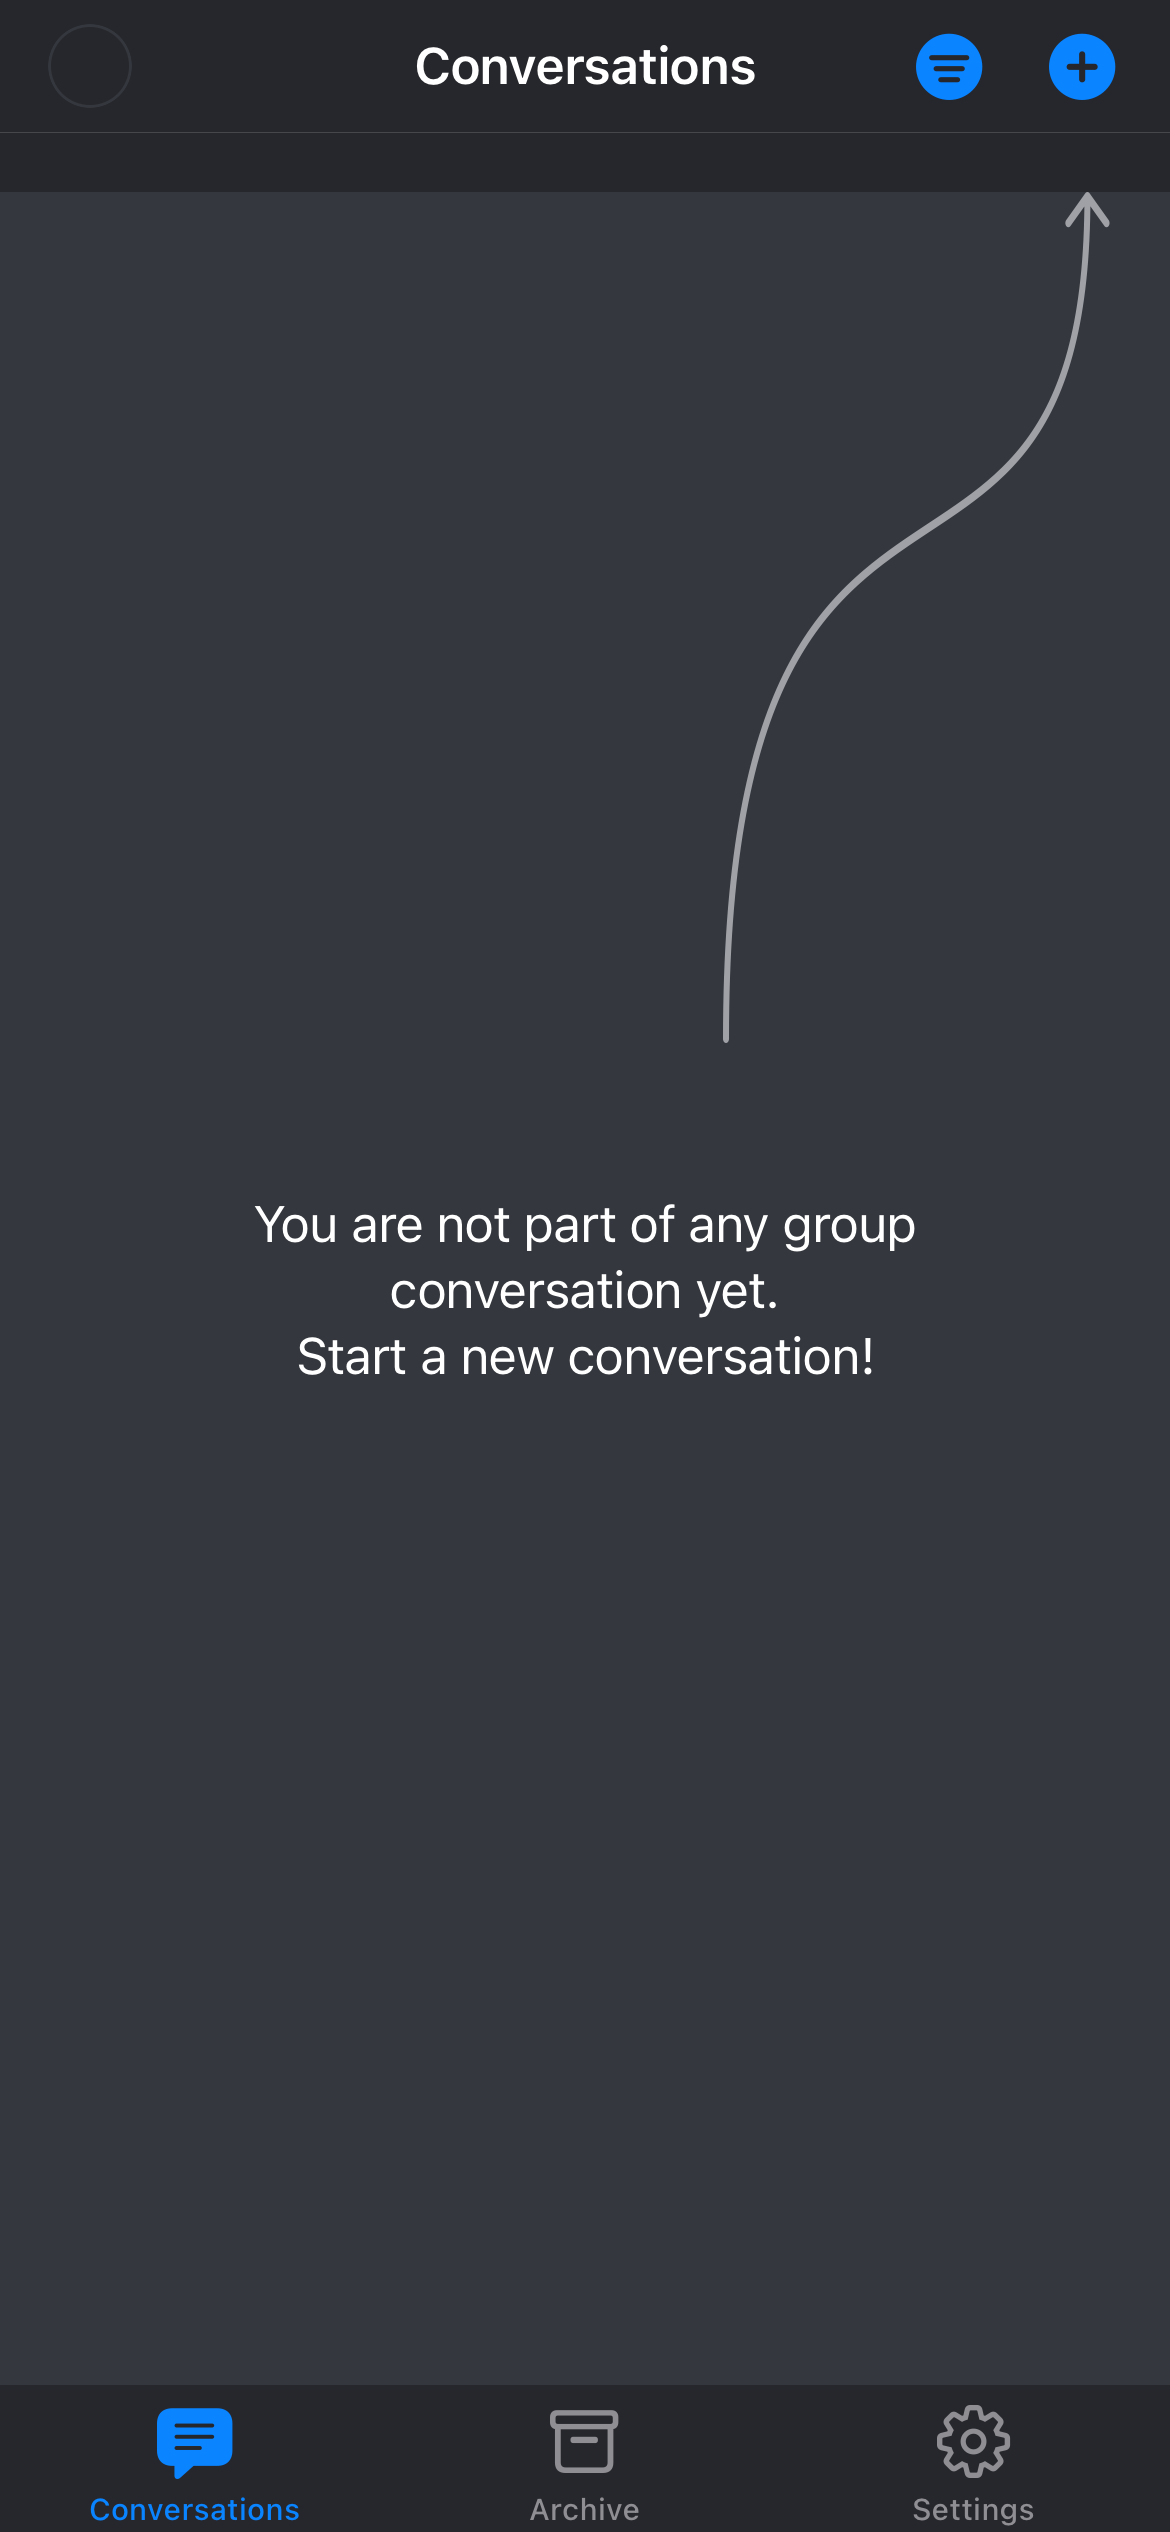 Conversations
You are not part of any group
conversation yet.
Start a new conversation!
Conversations
Archive
Settings